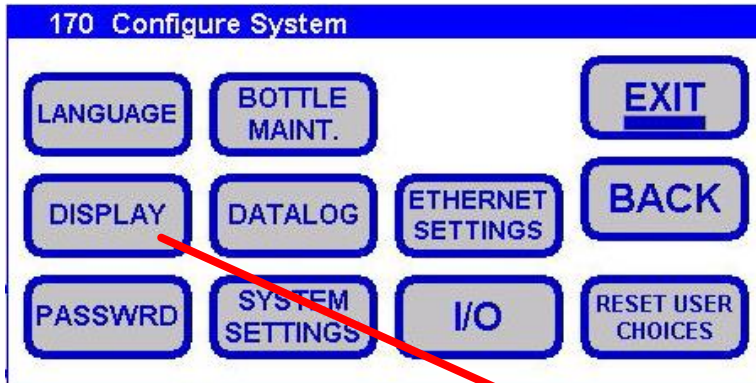 170 Configure System
LANGUAGE
BOTTLE
MAINT.
EXIT
DISPLAY
DATALOG
ETHERNET
SETTINGS
BACK
PASSWRD
SYSTEM
SETTINGS
I/O
RESET USER
CHOICES